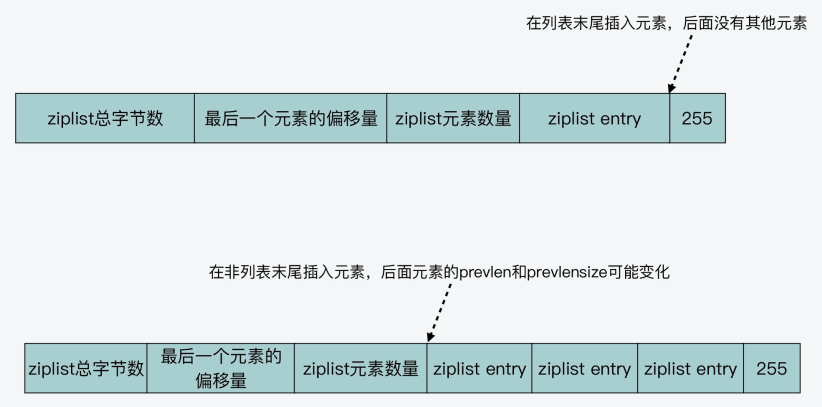 在列表末尾插入元素，后面没有其他元素
ziplist总字节数
最后一个元素的偏移量
ziplist元素数量
ziplist entry
255
在非列表末尾插入元素，后面元素的prevlen和prevlensize可能变化
ziplist总字节数
最后一个元素的
偏移量
ziplist元素数量
ziplist entry
ziplist entry
ziplist entry
255